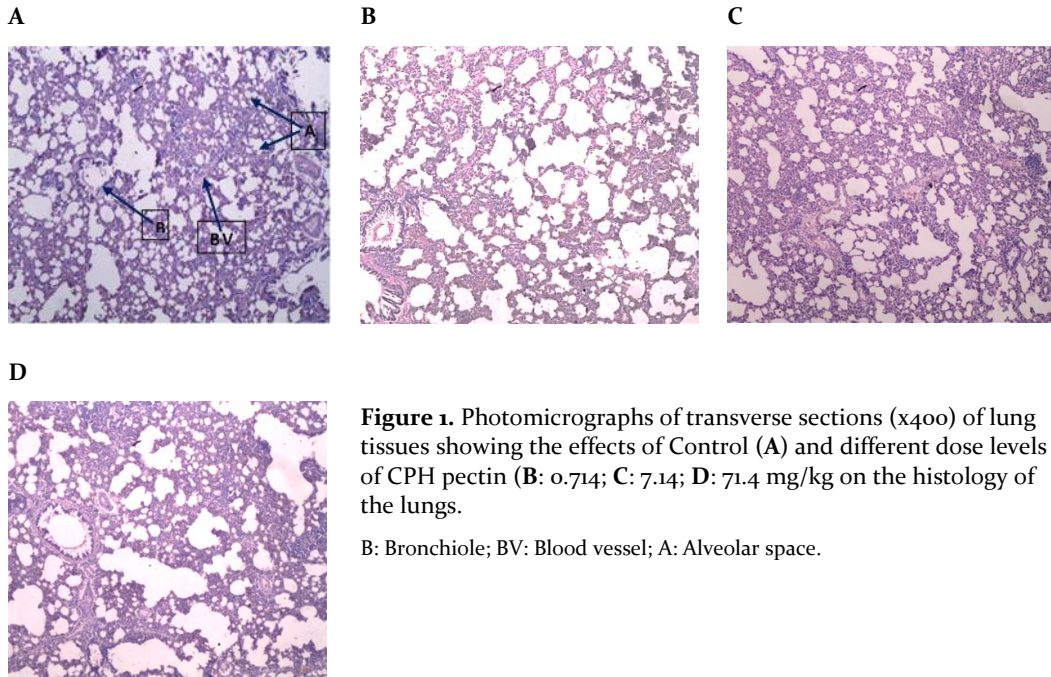 A
B
C
A
B
BV
D
Figure 1. Photomicrographs of transverse sections (x400) of lung
tissues showing the effects of Control (A) and different dose levels
of CPH pectin (B: 0.714; C: 7.14; D: 71.4 mg/kg on the histology of
the lungs.
B: Bronchiole; BV: Blood vessel; A: Alveolar space.